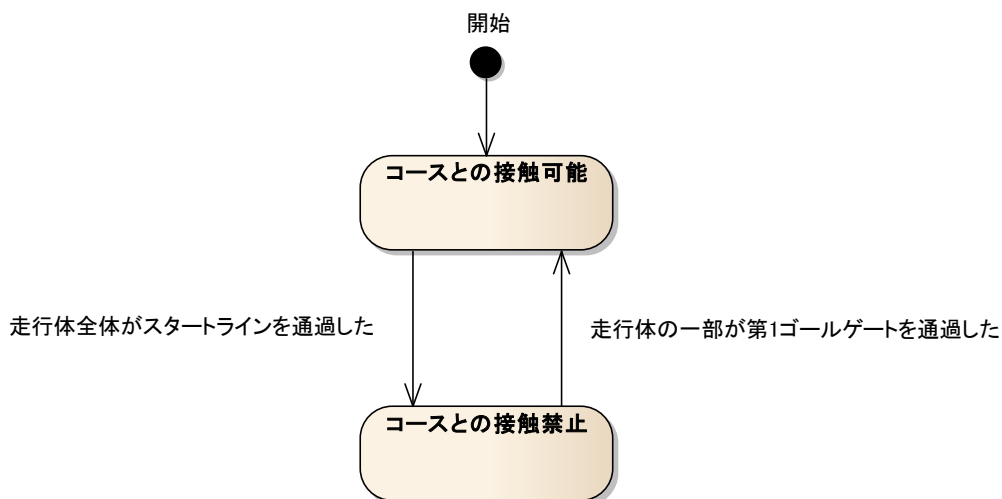 開始
コースとの接触可能
走行体全体がスタートラインを通過した
走行体の一部が第1ゴールゲートを通過した
コースとの接触禁止